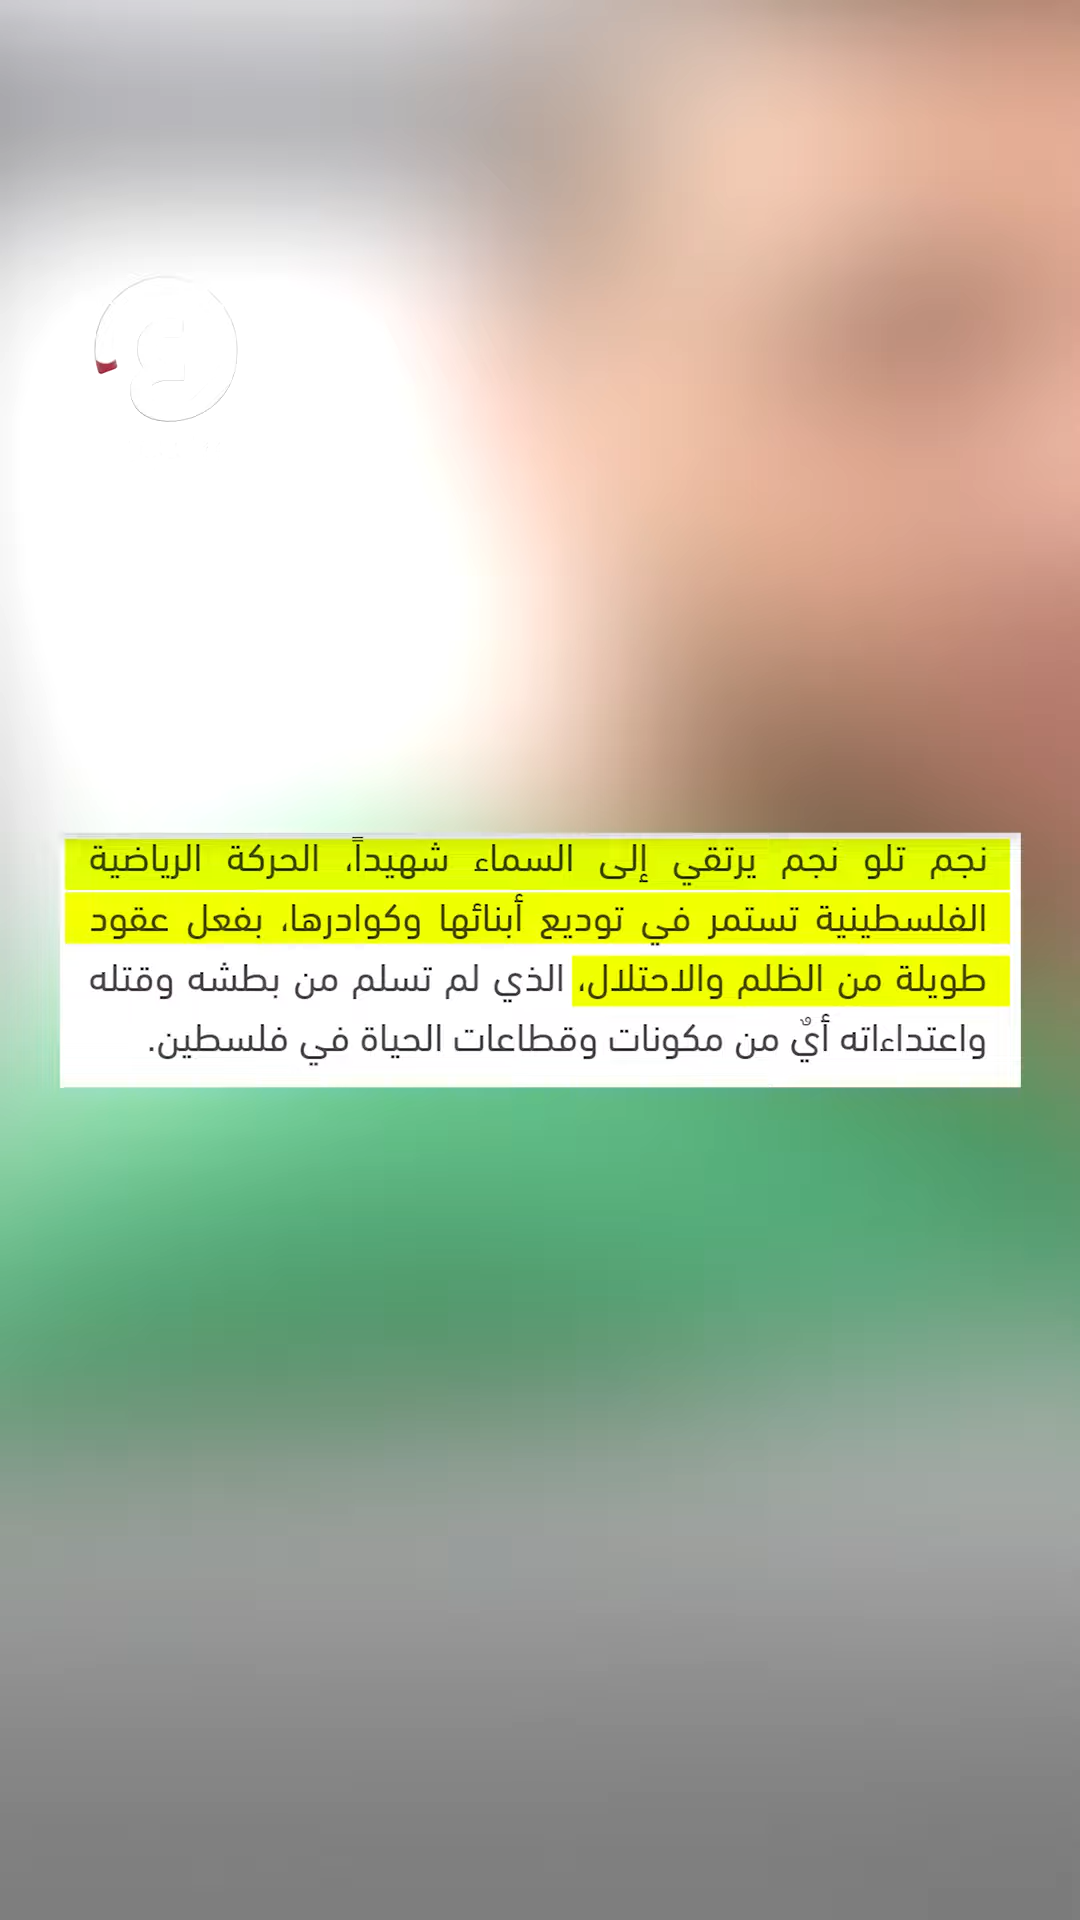 نجم تلو نجم يرتقي إلى السماء شهيداً، الحركة الرياضية
الفلسطينية تستمر في توديع أبنائها وكوادرها، بفعل عقود
طويلة من الظلم والاحتلال، الذي لم تسلم من بطشه وقتله
واعتداءاته أيٌ من مكونات وقطاعات الحياة في فلسطين.